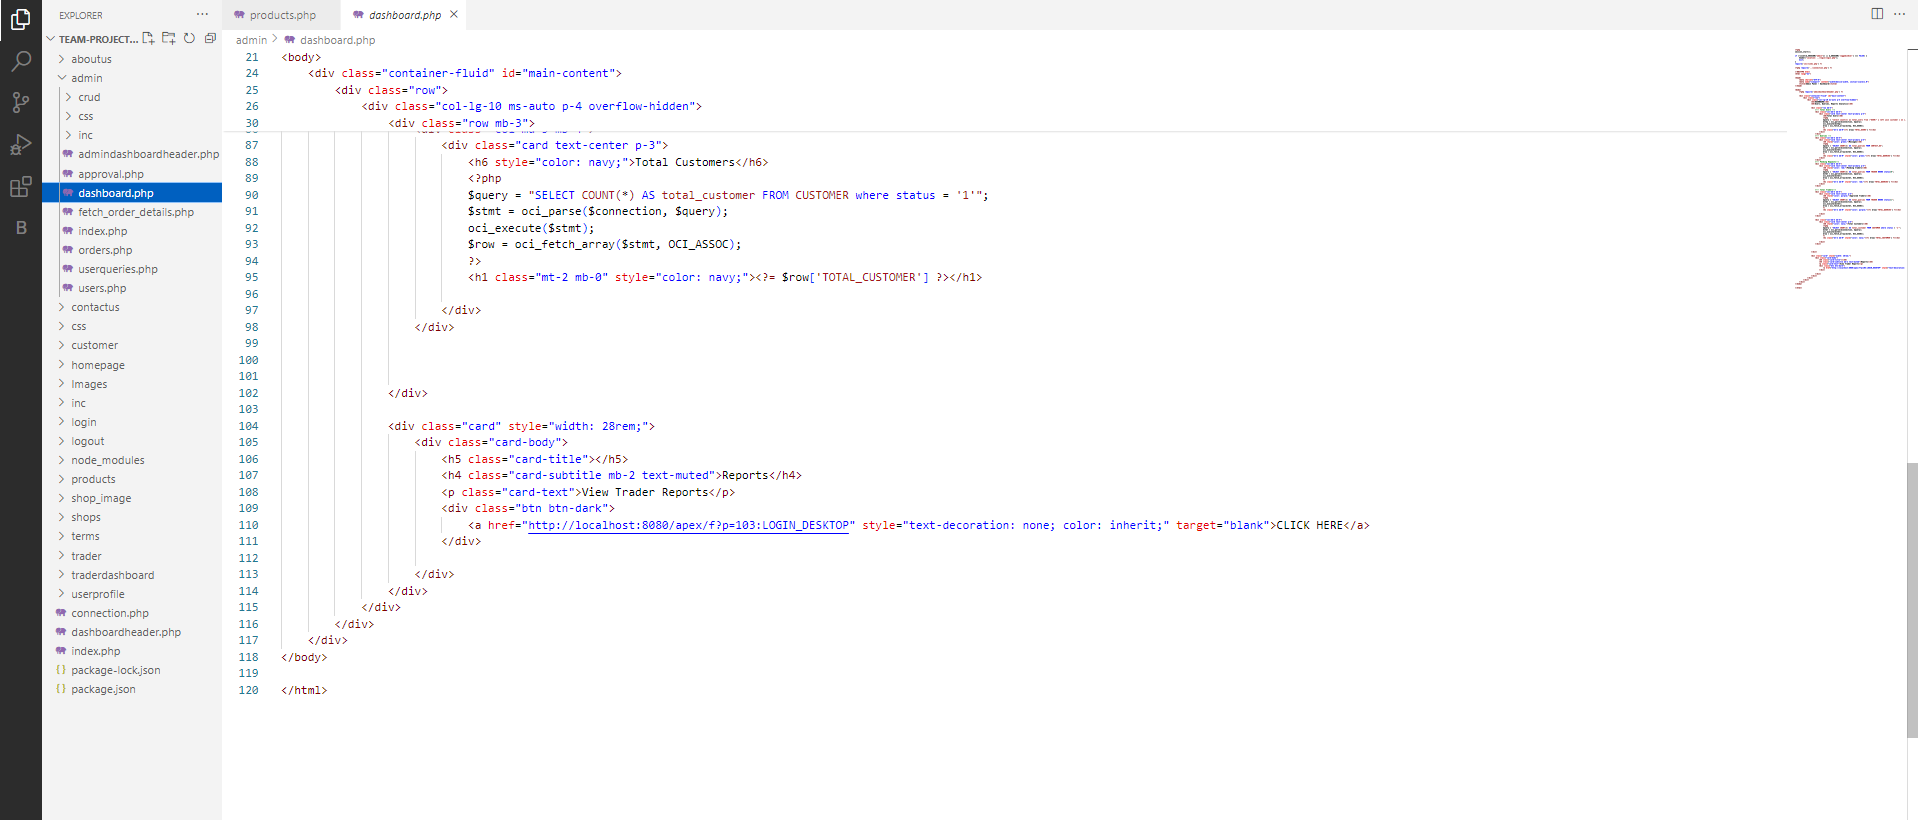 EXPLORER
TEAM-PROJECT...
aboutus
admin
crud
css
inc
admindashboardheader.php
approval.php
dashboard.php
fetch_order_details.php
index.php
orders.php
userqueries.php
users.php
contactus
css
customer
homepage
Images
inc
login
logout
node_modules
products
shop_image
shops
terms
trader
traderdashboard
userprofile
connection.php
dashboardheader.php
index.php
package-lock.json
package.json
B
products.php
dashboard.php
admin > dashboard.php
21 <body>
24 <div class="container-fluid" id="main-content">
25 <div class="row">
26 <div class="col-lg-10 ms-auto p-4 overflow-hidden">
30 <div class="row mb-3">
87 <div class="card text-center p-3">
88 <h6 style="color: navy;">Total Customers</h6>
89 <?php
90 $query = "SELECT COUNT(*) AS total_customer FROM CUSTOMER where status = '1'";
91 $stmt = oci_parse($connection, $query);
92 oci_execute($stmt);
93 $row = oci_fetch_array($stmt, OCI_ASSOC);
94 ?>
95 <h1 class="mt-2 mb-0" style="color: navy;"><?= $row['TOTAL_CUSTOMER'] ?></h1>
96
97 </div>
98 </div>
99
100
101
102 </div>
103
104 <div class="card" style="width: 28rem;">
105 <div class="card-body">
106 <h5 class="card-title"></h5>
107 <h4 class="card-subtitle mb-2 text-muted">Reports</h4>
108 <p class="card-text">View Trader Reports</p>
109 <div class="btn btn-dark">
110 <a href="http://localhost:8080/apex/f?p=103:LOGIN_DESKTOP" style="text-decoration: none; color: inherit;" target="blank">CLICK HERE</a>
111 </div>
112
113 </div>
114 </div>
115 </div>
116 </div>
117 </div>
118 </body>
119
120 </html>